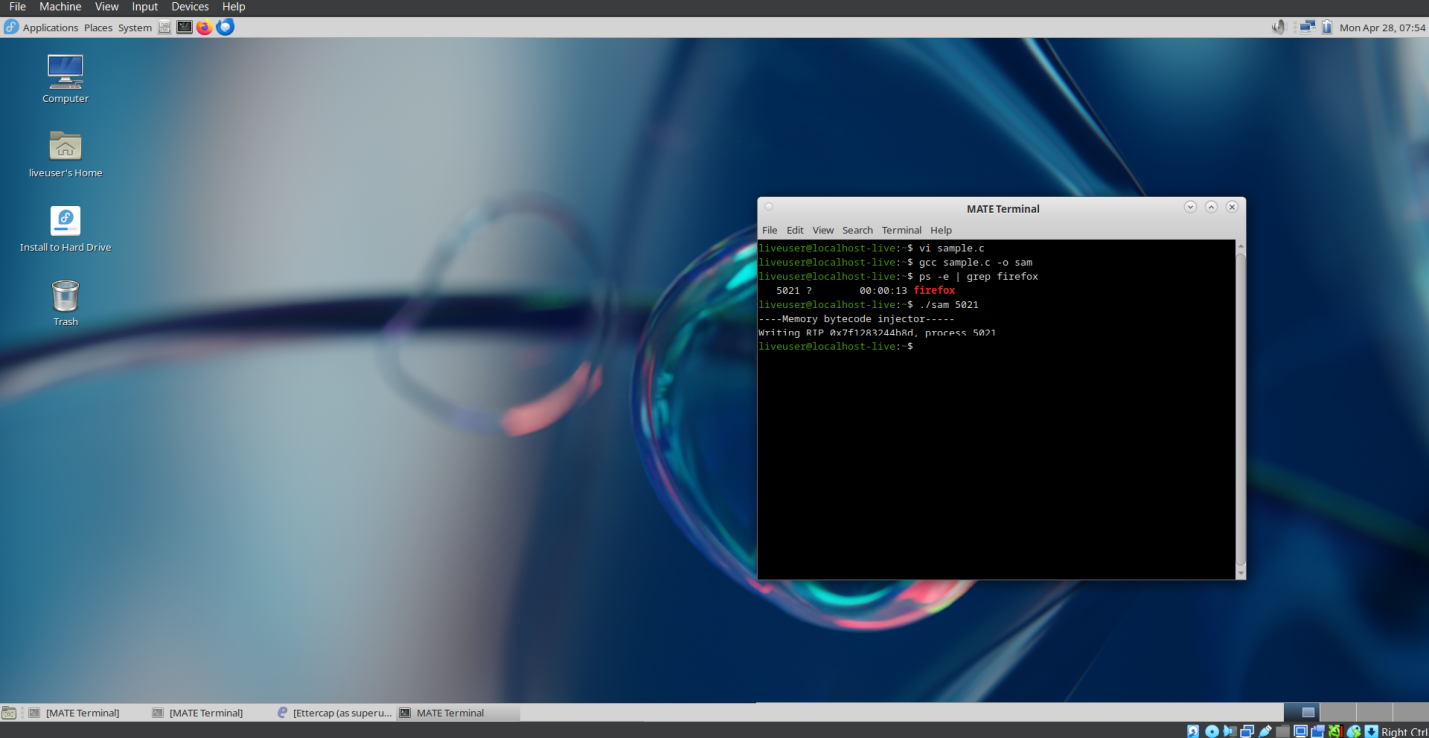 File Machine View Input Devices Help
Applications Places System Mon Apr 28, 07:54
Computer
liveuser's Home
Install to Hard Drive
Trash
MATE Terminal
File Edit View Search Terminal Help
liveuser@localhost-live:~$ vi sample.c
liveuser@localhost-live:~$ gcc sample.c -o sam
liveuser@localhost-live:~$ ps -e | grep firefox
5021 ? 00:00:13 firefox
liveuser@localhost-live:~$ ./sam 5021
----Memory bytecode injector-----
Writing RIP 0x7f1283244b8d, process 5021
liveuser@localhost-live:~$
[MATE Terminal] [MATE Terminal] [Ettercap (as superu... MATE Terminal
Right Ctrl